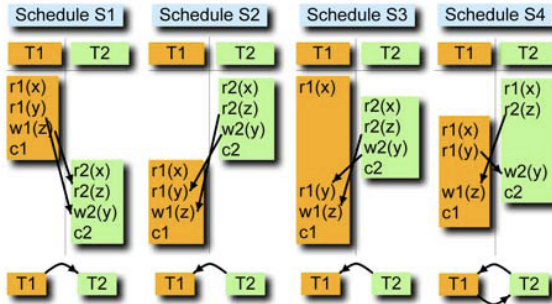 Schedule S1
T1 T2
r1(x)
r1(y)
w1(z)
c1
r2(x)
r2(z)
w2(y)
c2
T1 T2
Schedule S2
T1 T2
r2(x)
r2(z)
w2(y)
c2
r1(x)
r1(y)
w1(z)
c1
T1 T2
Schedule S3
T1 T2
r1(x)
r2(x)
r2(z)
w2(y)
c2
r1(y)
w1(z)
c1
T1 T2
Schedule S4
T1 T2
r1(x)
r2(z)
r1(x)
r1(y)
w2(y)
w1(z)
c2
c1
T1 T2